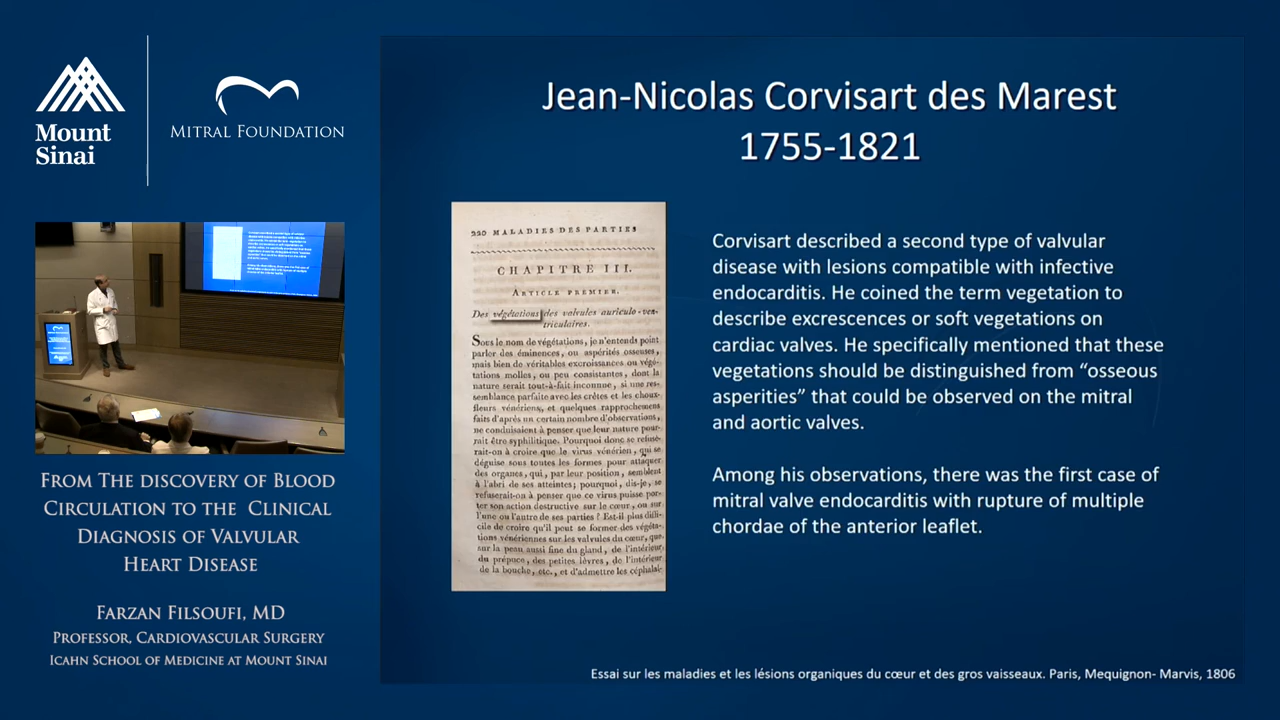 Mount
Sinai
MITRAL FOUNDATION
FROM THE DISCOVERY OF BLOOD
CIRCULATION TO THE CLINICAL
DIAGNOSIS OF VALVULAR
HEART DISEASE
FARZAN FILSOUFI, MD
PROFESSOR, CARDIOVASCULAR SURGERY
ICAHN SCHOOL OF MEDICINE AT MOUNT SINAI
Jean-Nicolas Corvisart des Marest
1755-1821
220 MALADIES DES PARTIES
CHAPITRE III.
ARTICLE PREMIER.
Des végétations des valvules auriculo-ven-
triculaires.
Sous le nom de végétations, je n'entends point
parler des éminences, ou aspérités osseuses,
mais bien de véritables excroissances ou végé-
tations molles, ou peu consistantes, dont la
nature serait tout-à-fait inconnue, si une res-
semblance parfaite avec les crêtes et les choux-
fleurs vénériens, et quelques rapprochemens
faits d'après un certain nombre d'observations,
ne conduisaient à penser que leur nature pour-
rait être syphilitique. Pourquoi donc se refuse-
rait-on à croire que le virus vénérien, qui se
déguise sous toutes les formes pour attaquer
des organes, qui, par leur position, semblent
à l'abri de ses atteintes; pourquoi, dis-je, se
refuserait-on à penser que ce virus puisse por-
ter son action destructive sur le cœur, ou sur
l'une ou l'autre de ses parties? Est-il plus diffi-
cile de croire qu'il peut se former des végéta-
tions vénériennes sur les valvules du cœur, que
sur la peau aussi fine du gland, de l'intérieur
du prépuce, des petites lèvres, de l'intérieur
de la bouche, etc., et d'admettre les céphalal-
Corvisart described a second type of valvular
disease with lesions compatible with infective
endocarditis. He coined the term vegetation to
describe excrescences or soft vegetations on
cardiac valves. He specifically mentioned that these
vegetations should be distinguished from “osseous
asperities” that could be observed on the mitral
and aortic valves.
Among his observations, there was the first case of
mitral valve endocarditis with rupture of multiple
chordae of the anterior leaflet.
Essai sur les maladies et les lésions organiques du cœur et des gros vaisseaux. Paris, Mequignon- Marvis, 1806